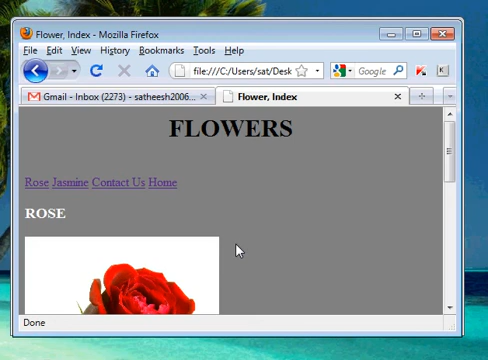 Flower, Index - Mozilla Firefox
File Edit View History Bookmarks Tools Help
file:///C:/Users/sat/Desk Google
Gmail - Inbox (2273) - satheesh2006... Flower, Index
FLOWERS
Rose Jasmine Contact Us Home
ROSE
Done